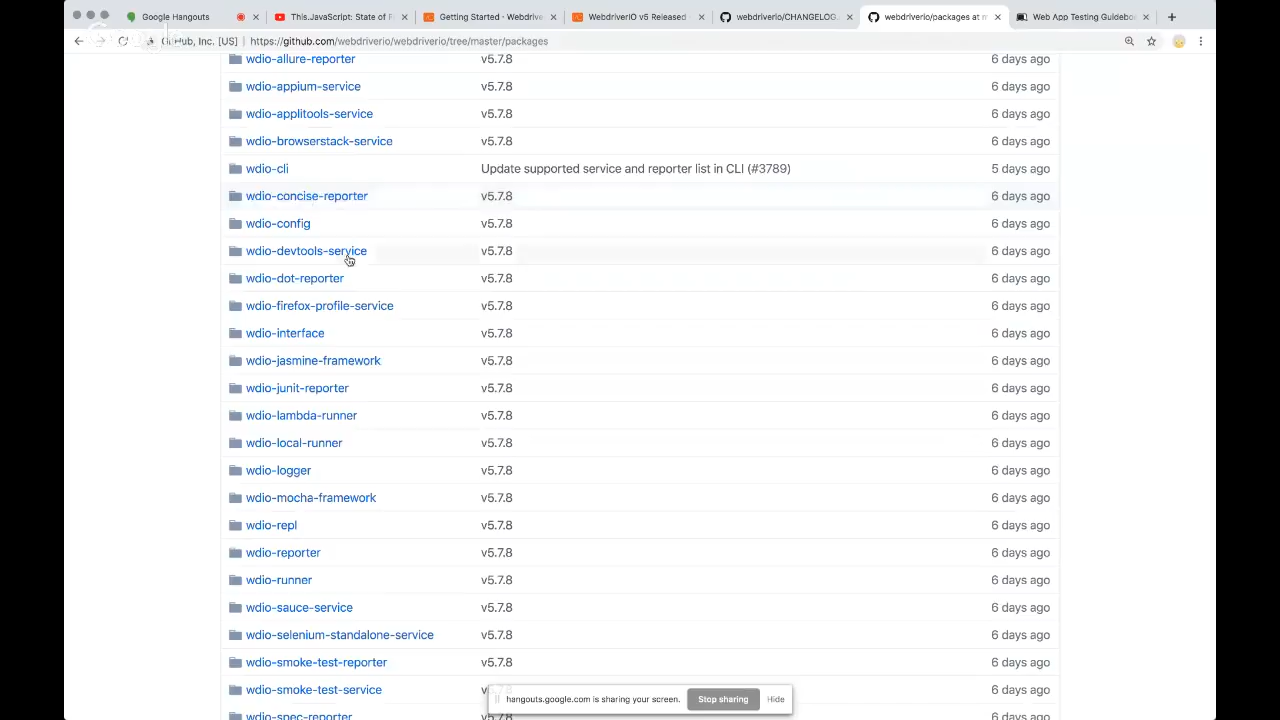 Google Hangouts
This.JavaScript: State of F
Getting Started · Webdrive
WebdriverIO v5 Released
webdriverio/CHANGELOG.
webdriverio/packages at m
Web App Testing Guidebo
GitHub, Inc. [US] | https://github.com/webdriverio/webdriverio/tree/master/packages
wdio-allure-reporter v5.7.8 6 days ago
wdio-appium-service v5.7.8 6 days ago
wdio-applitools-service v5.7.8 6 days ago
wdio-browserstack-service v5.7.8 6 days ago
wdio-cli Update supported service and reporter list in CLI (#3789) 5 days ago
wdio-concise-reporter v5.7.8 6 days ago
wdio-config v5.7.8 6 days ago
wdio-devtools-service v5.7.8 6 days ago
wdio-dot-reporter v5.7.8 6 days ago
wdio-firefox-profile-service v5.7.8 6 days ago
wdio-interface v5.7.8 6 days ago
wdio-jasmine-framework v5.7.8 6 days ago
wdio-junit-reporter v5.7.8 6 days ago
wdio-lambda-runner v5.7.8 6 days ago
wdio-local-runner v5.7.8 6 days ago
wdio-logger v5.7.8 6 days ago
wdio-mocha-framework v5.7.8 6 days ago
wdio-repl v5.7.8 6 days ago
wdio-reporter v5.7.8 6 days ago
wdio-runner v5.7.8 6 days ago
wdio-sauce-service v5.7.8 6 days ago
wdio-selenium-standalone-service v5.7.8 6 days ago
wdio-smoke-test-reporter v5.7.8 6 days ago
wdio-smoke-test-service 6 days ago
hangouts.google.com is sharing your screen. Stop sharing Hide
wdio-spec-reporter 6 days ago